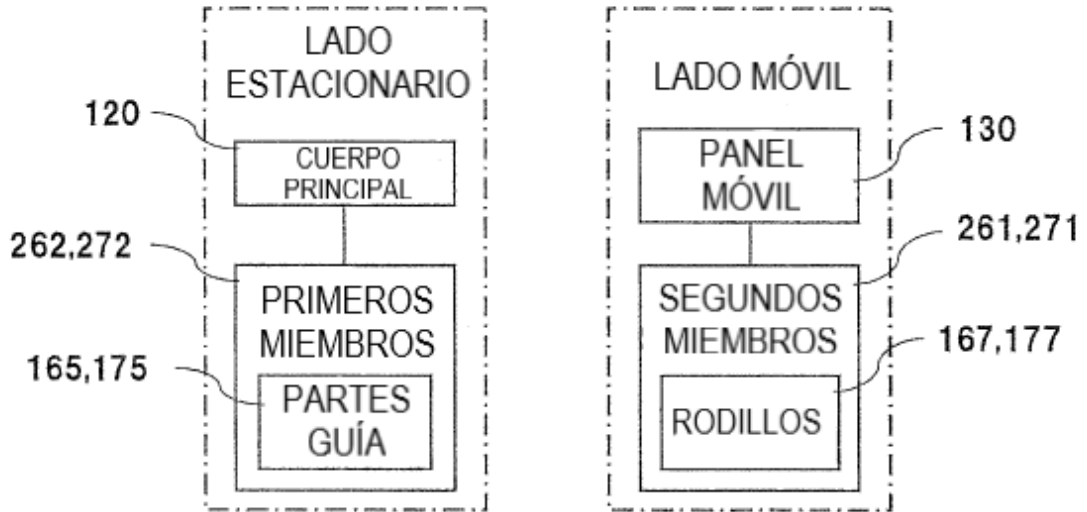 LADO
ESTACIONARIO
120
CUERPO
PRINCIPAL
262,272
PRIMEROS
MIEMBROS
165,175
PARTES
GUÍA
LADO MÓVIL
130
PANEL
MÓVIL
261,271
SEGUNDOS
MIEMBROS
167,177
RODILLOS